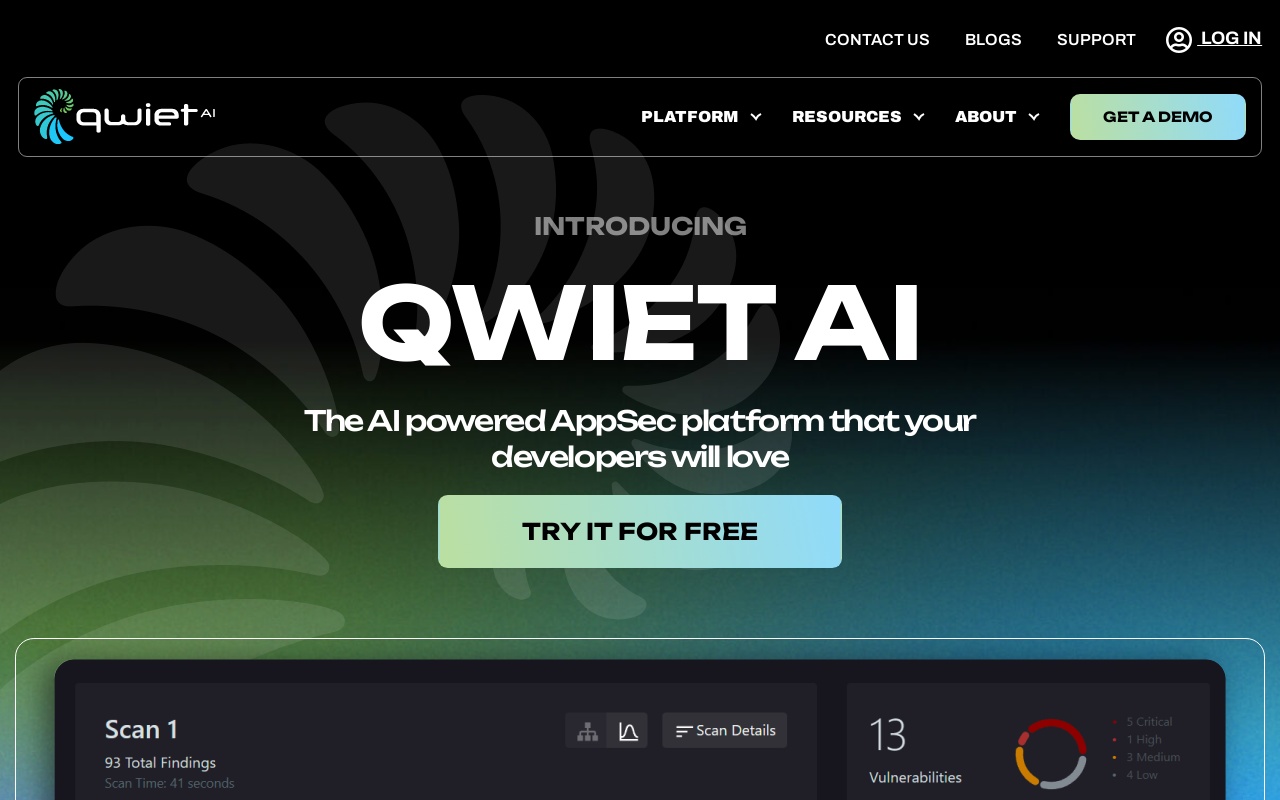 CONTACT US BLOGS SUPPORT LOG IN
qwiet AI PLATFORM RESOURCES ABOUT GET A DEMO
INTRODUCING
QWIET AI
The AI powered AppSec platform that your
developers will love
TRY IT FOR FREE
Scan 1
93 Total Findings
Scan Time: 41 seconds
Scan Details
13
Vulnerabilities
5 Critical
1 High
3 Medium
4 Low